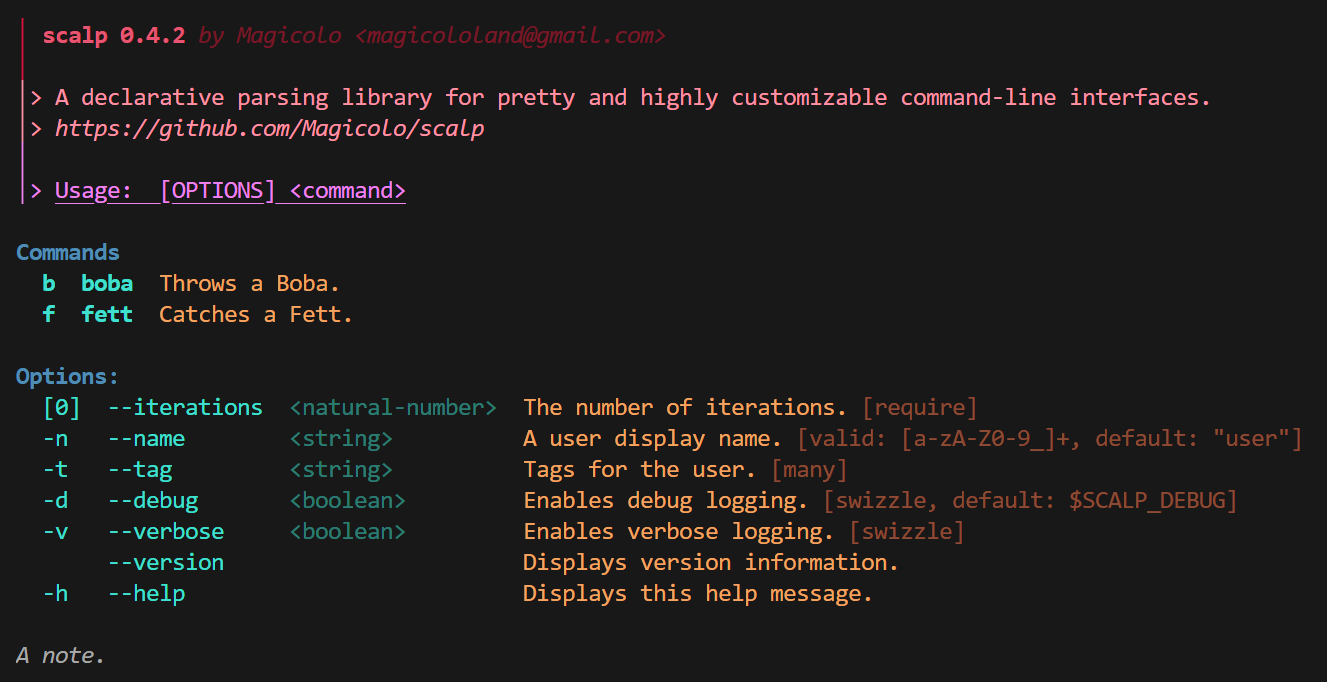 scalp 0.4.2 by Magicolo <magicololand@gmail.com>
> A declarative parsing library for pretty and highly customizable command-line interfaces.
> https://github.com/Magicolo/scalp
> Usage:  [OPTIONS] <command>
Commands
b  boba  Throws a Boba.
f  fett  Catches a Fett.
Options:
[0]  --iterations  <natural-number>  The number of iterations. [require]
-n   --name        <string>          A user display name. [valid: [a-zA-Z0-9_]+, default: "user"]
-t   --tag         <string>          Tags for the user. [many]
-d   --debug       <boolean>         Enables debug logging. [swizzle, default: $SCALP_DEBUG]
-v   --verbose     <boolean>         Enables verbose logging. [swizzle]
--version                     Displays version information.
-h   --help                          Displays this help message.
A note.